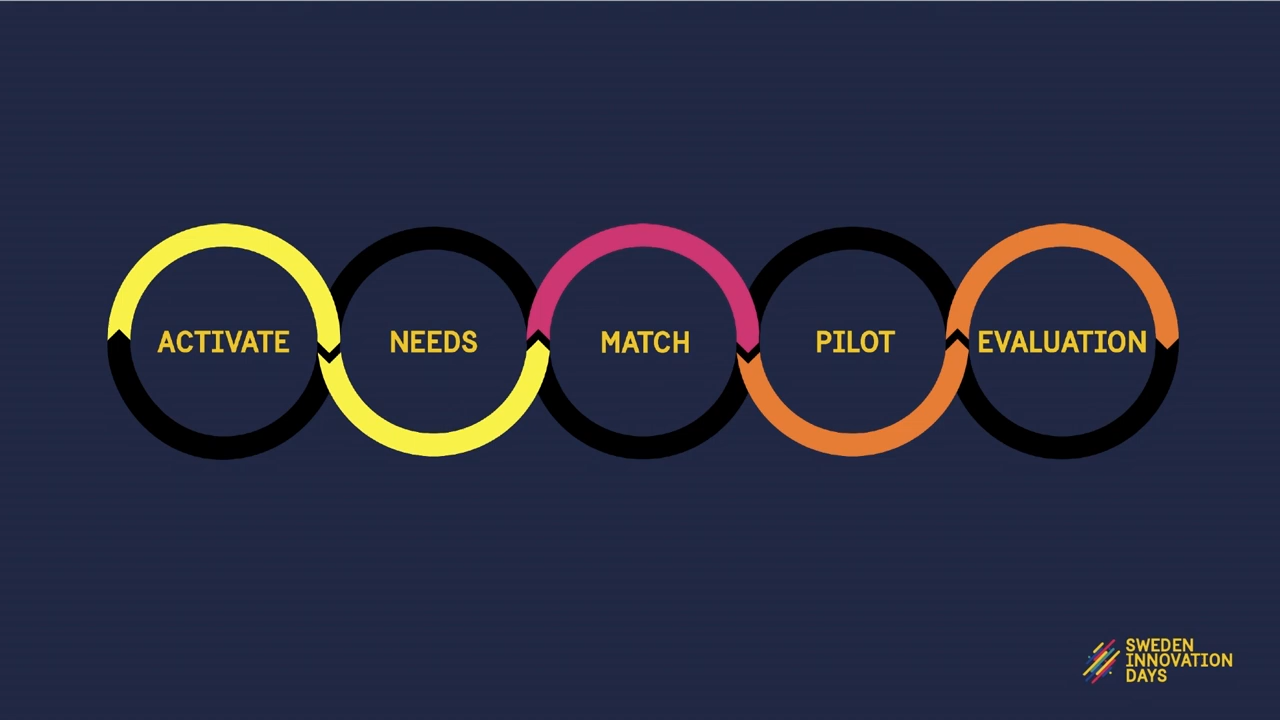 ACTIVATE
NEEDS
MATCH
PILOT
EVALUATION
SWEDEN
INNOVATION
DAYS